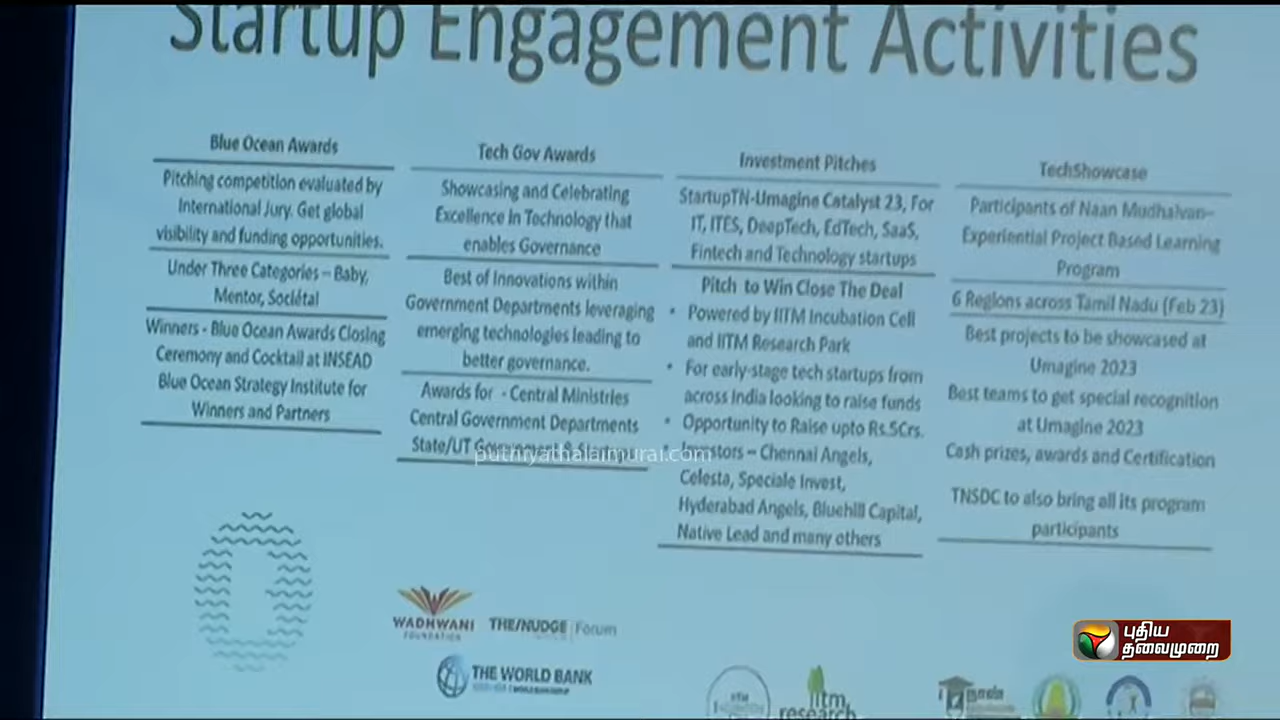 Startup Engagement Activities
Blue Ocean Awards
Pitching competition evaluated by
International Jury. Get global
visibility and funding opportunities.
Under Three Categories – Baby,
Mentor, Sociétal
Winners - Blue Ocean Awards Closing
Ceremony and Cocktail at INSEAD
Blue Ocean Strategy Institute for
Winners and Partners
Tech Gov Awards
Showcasing and Celebrating
Excellence in Technology that
enables Governance
Best of Innovations within
Government Departments leveraging
emerging technologies leading to
better governance.
Awards for - Central Ministries
Central Government Departments
State/UT Government & Startups
Investment Pitches
StartupTN-Umagine Catalyst 23, For
IT, ITES, DeapTech, EdTech, SaaS,
Fintech and Technology startups
Pitch to Win Close The Deal
• Powered by IITM Incubation Cell
and IITM Research Park
• For early-stage tech startups from
across India looking to raise funds
• Opportunity to Raise upto Rs.5Crs.
• Investors – Chennai Angels,
Celesta, Speciale Invest,
Hyderabad Angels, Bluehill Capital,
Native Lead and many others
TechShowcase
Participants of Naan Mudhalvan–
Experiential Project Based Learning
Program
6 Regions across Tamil Nadu (Feb 23)
Best projects to be showcased at
Umagine 2023
Best teams to get special recognition
at Umagine 2023
Cash prizes, awards and Certification
TNSDC to also bring all its program
participants
puthiyathalaimurai.com
WADHWANI
FOUNDATION
THE/NUDGE Forum
THE WORLD BANK
iitm
research
நான்
புதிய
தலைமுறை